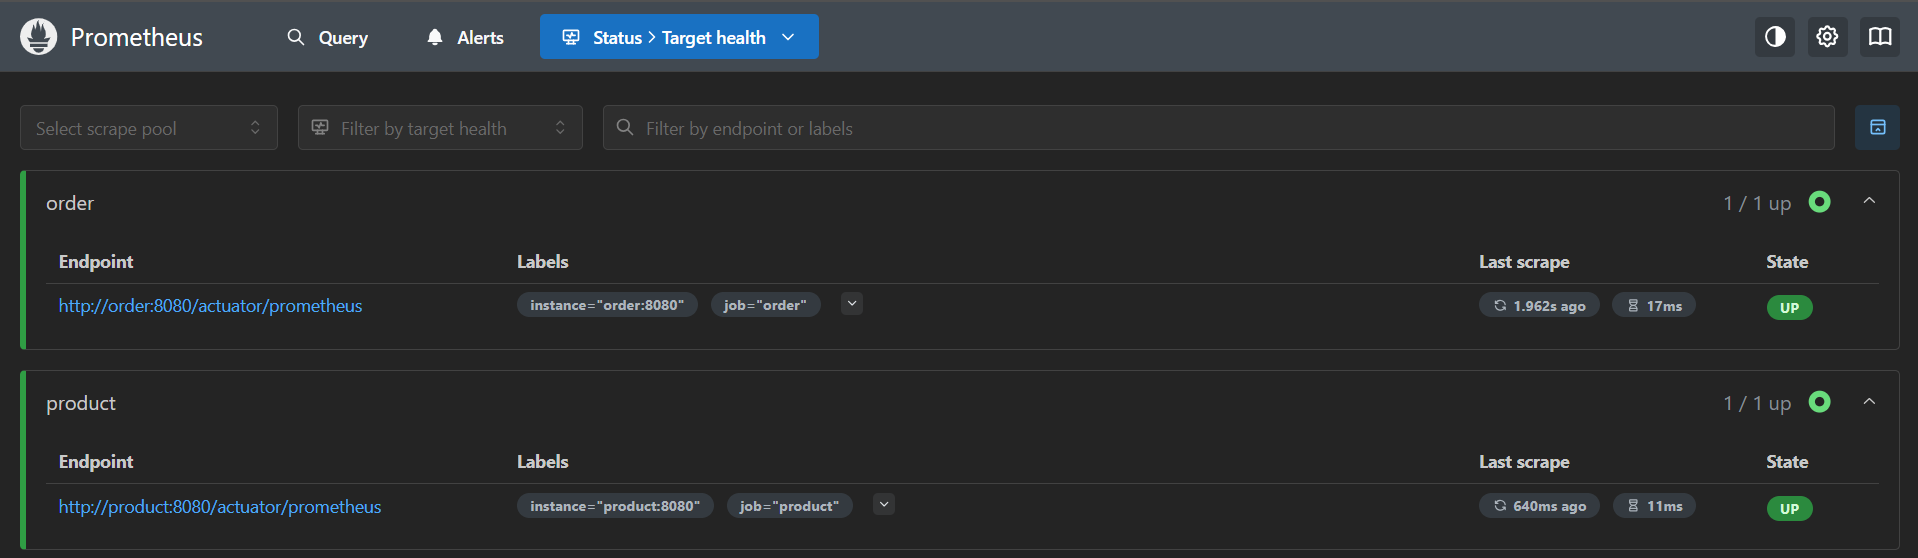 Prometheus Query Alerts Status > Target health
Select scrape pool Filter by target health Filter by endpoint or labels
order 1 / 1 up
Endpoint Labels Last scrape State
http://order:8080/actuator/prometheus instance="order:8080" job="order" 1.962s ago 17ms UP
product 1 / 1 up
Endpoint Labels Last scrape State
http://product:8080/actuator/prometheus instance="product:8080" job="product" 640ms ago 11ms UP